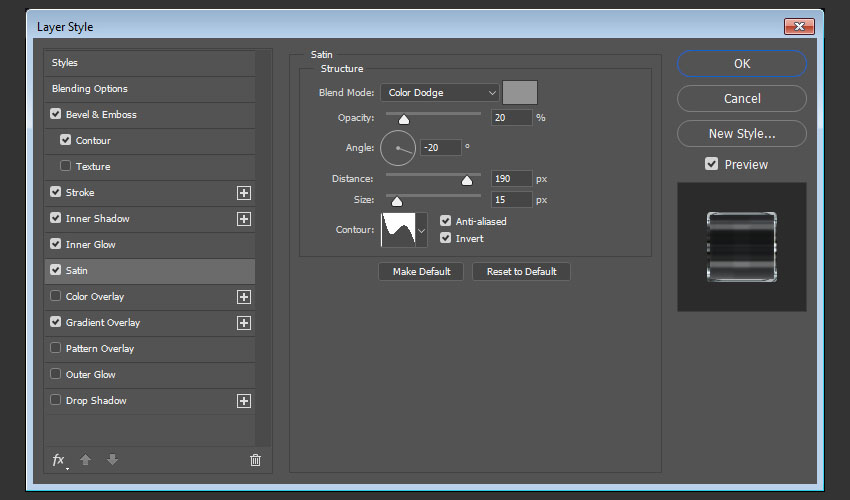 Layer Style
Styles
Blending Options
Bevel & Emboss
Contour
Texture
Stroke
Inner Shadow
Inner Glow
Satin
Color Overlay
Gradient Overlay
Pattern Overlay
Outer Glow
Drop Shadow
fx
Satin
Structure
Blend Mode: Color Dodge
Opacity: 20 %
Angle: -20 °
Distance: 190 px
Size: 15 px
Contour:
Anti-aliased
Invert
Make Default Reset to Default
OK
Cancel
New Style...
Preview